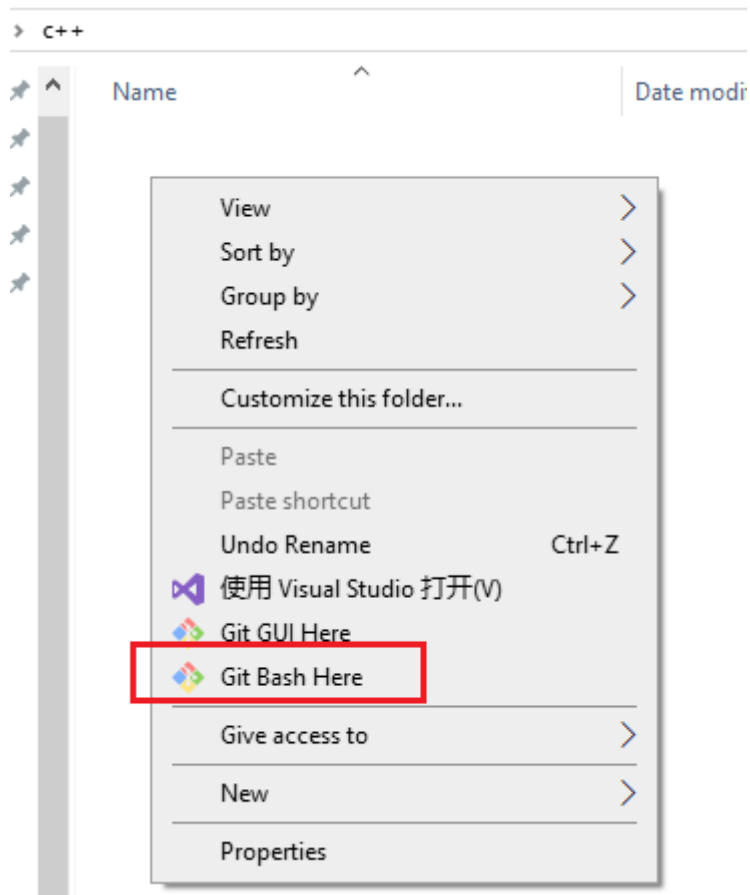 c++
Name
Date modi
View
Sort by
Group by
Refresh
Customize this folder...
Paste
Paste shortcut
Undo Rename Ctrl+Z
使用 Visual Studio 打开(V)
Git GUI Here
Git Bash Here
Give access to
New
Properties